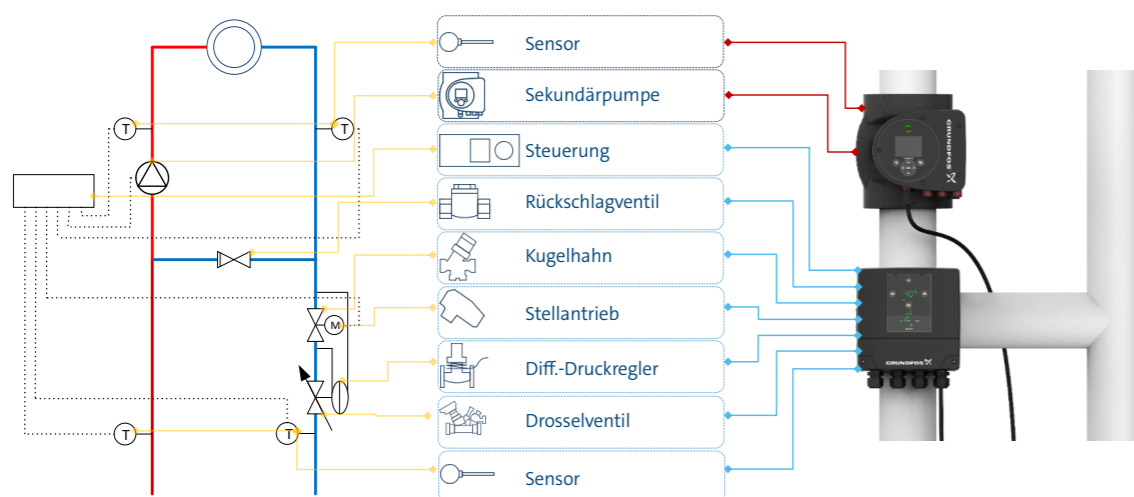 Sensor
Sekundärpumpe
Steuerung
Rückschlagventil
Kugelhahn
Stellantrieb
Diff.-Druckregler
Drosselventil
Sensor
T
T
M
T
T
GRUNDFOS
GRUNDFOS